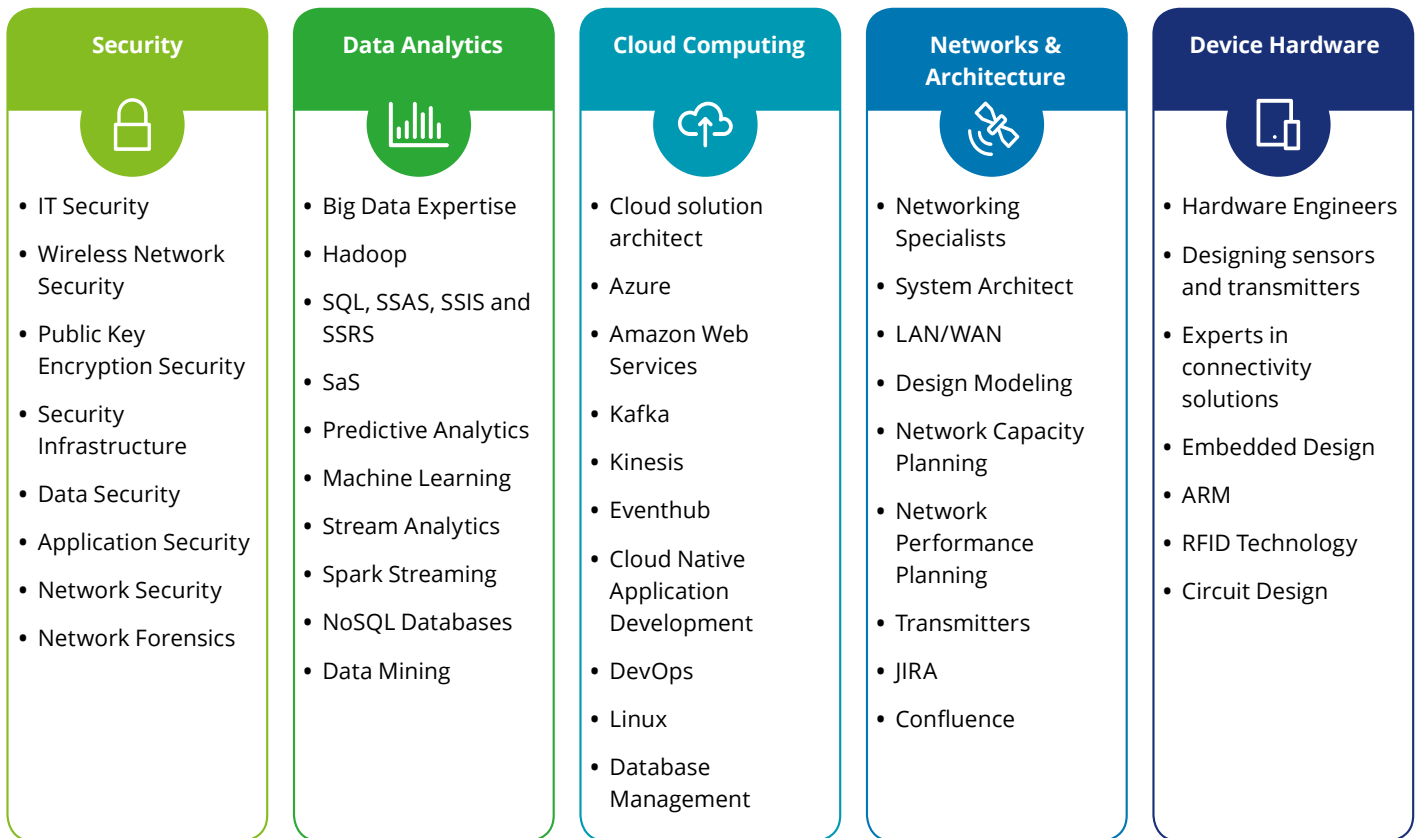 Security
• IT Security
• Wireless Network
Security
• Public Key
Encryption Security
• Security
Infrastructure
• Data Security
• Application Security
• Network Security
• Network Forensics
Data Analytics
• Big Data Expertise
• Hadoop
• SQL, SSAS, SSIS and
SSRS
• SaS
• Predictive Analytics
• Machine Learning
• Stream Analytics
• Spark Streaming
• NoSQL Databases
• Data Mining
Cloud Computing
• Cloud solution
architect
• Azure
• Amazon Web
Services
• Kafka
• Kinesis
• Eventhub
• Cloud Native
Application
Development
• DevOps
• Linux
• Database
Management
Networks &
Architecture
• Networking
Specialists
• System Architect
• LAN/WAN
• Design Modeling
• Network Capacity
Planning
• Network
Performance
Planning
• Transmitters
• JIRA
• Confluence
Device Hardware
• Hardware Engineers
• Designing sensors
and transmitters
• Experts in
connectivity
solutions
• Embedded Design
• ARM
• RFID Technology
• Circuit Design